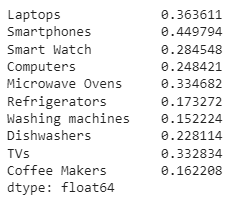 Laptops 0.363611
Smartphones 0.449794
Smart Watch 0.284548
Computers 0.248421
Microwave Ovens 0.334682
Refrigerators 0.173272
Washing machines 0.152224
Dishwashers 0.228114
TVs 0.332834
Coffee Makers 0.162208
dtype: float64